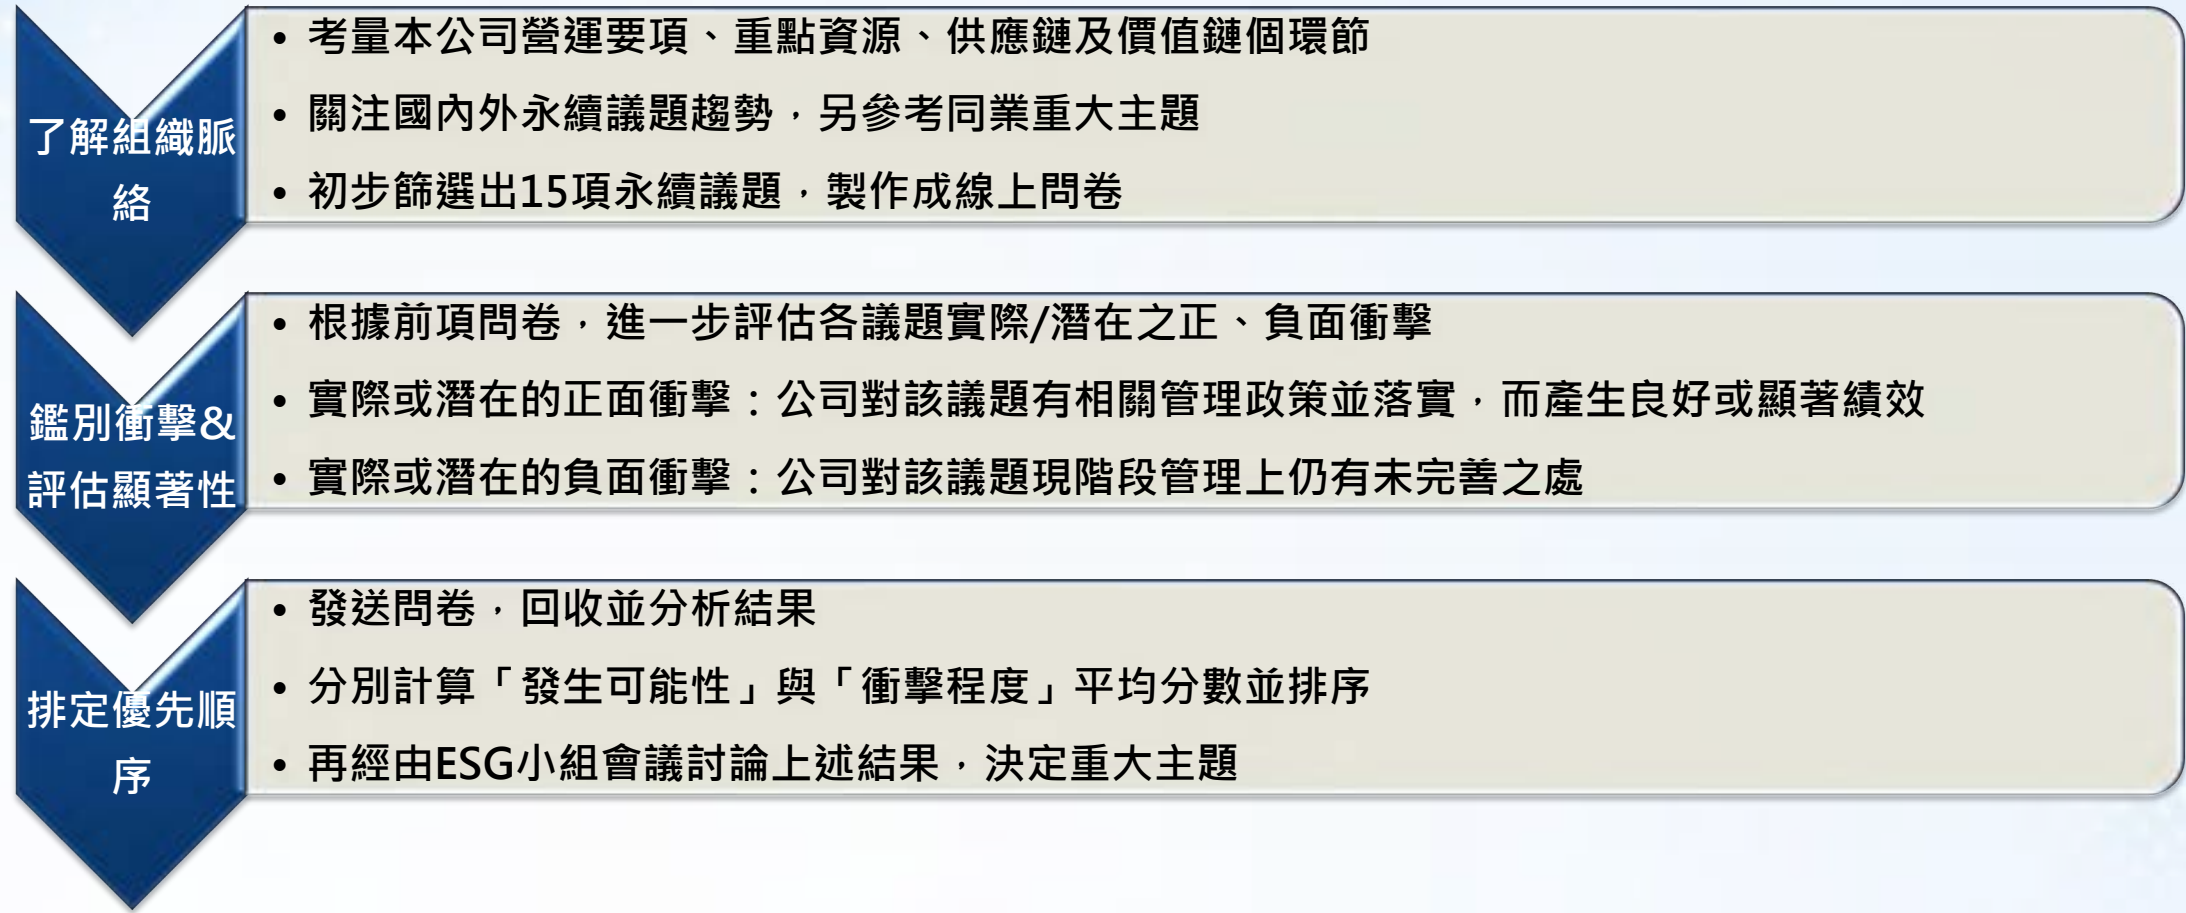 了解組織脈
絡
• 考量本公司營運要項、重點資源、供應鏈及價值鏈個環節
• 關注國內外永續議題趨勢，另參考同業重大主題
• 初步篩選出15項永續議題，製作成線上問卷
鑑別衝擊&
評估顯著性
• 根據前項問卷，進一步評估各議題實際/潛在之正、負面衝擊
• 實際或潛在的正面衝擊：公司對該議題有相關管理政策並落實，而產生良好或顯著績效
• 實際或潛在的負面衝擊：公司對該議題現階段管理上仍有未完善之處
排定優先順
序
• 發送問卷，回收並分析結果
• 分別計算「發生可能性」與「衝擊程度」平均分數並排序
• 再經由ESG小組會議討論上述結果，決定重大主題